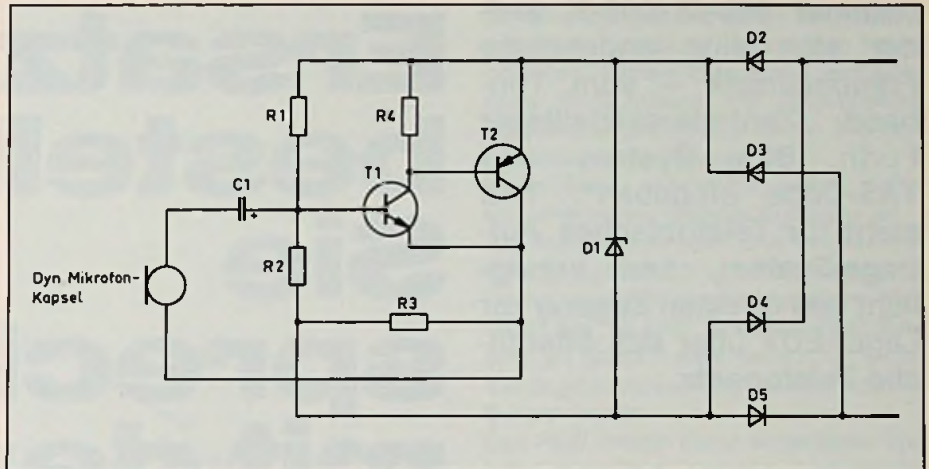 D2
R1
R4
D3
T2
T1
C1
+
D1
R2
Dyn Mikrofon-
Kapsel
R3
D4
D5